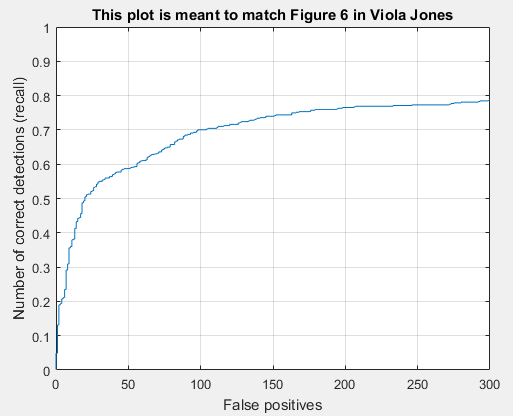 This plot is meant to match Figure 6 in Viola Jones
1
0.9
0.8
0.7
0.6
0.5
0.4
0.3
0.2
0.1
0
Number of correct detections (recall)
0 50 100 150 200 250 300
False positives